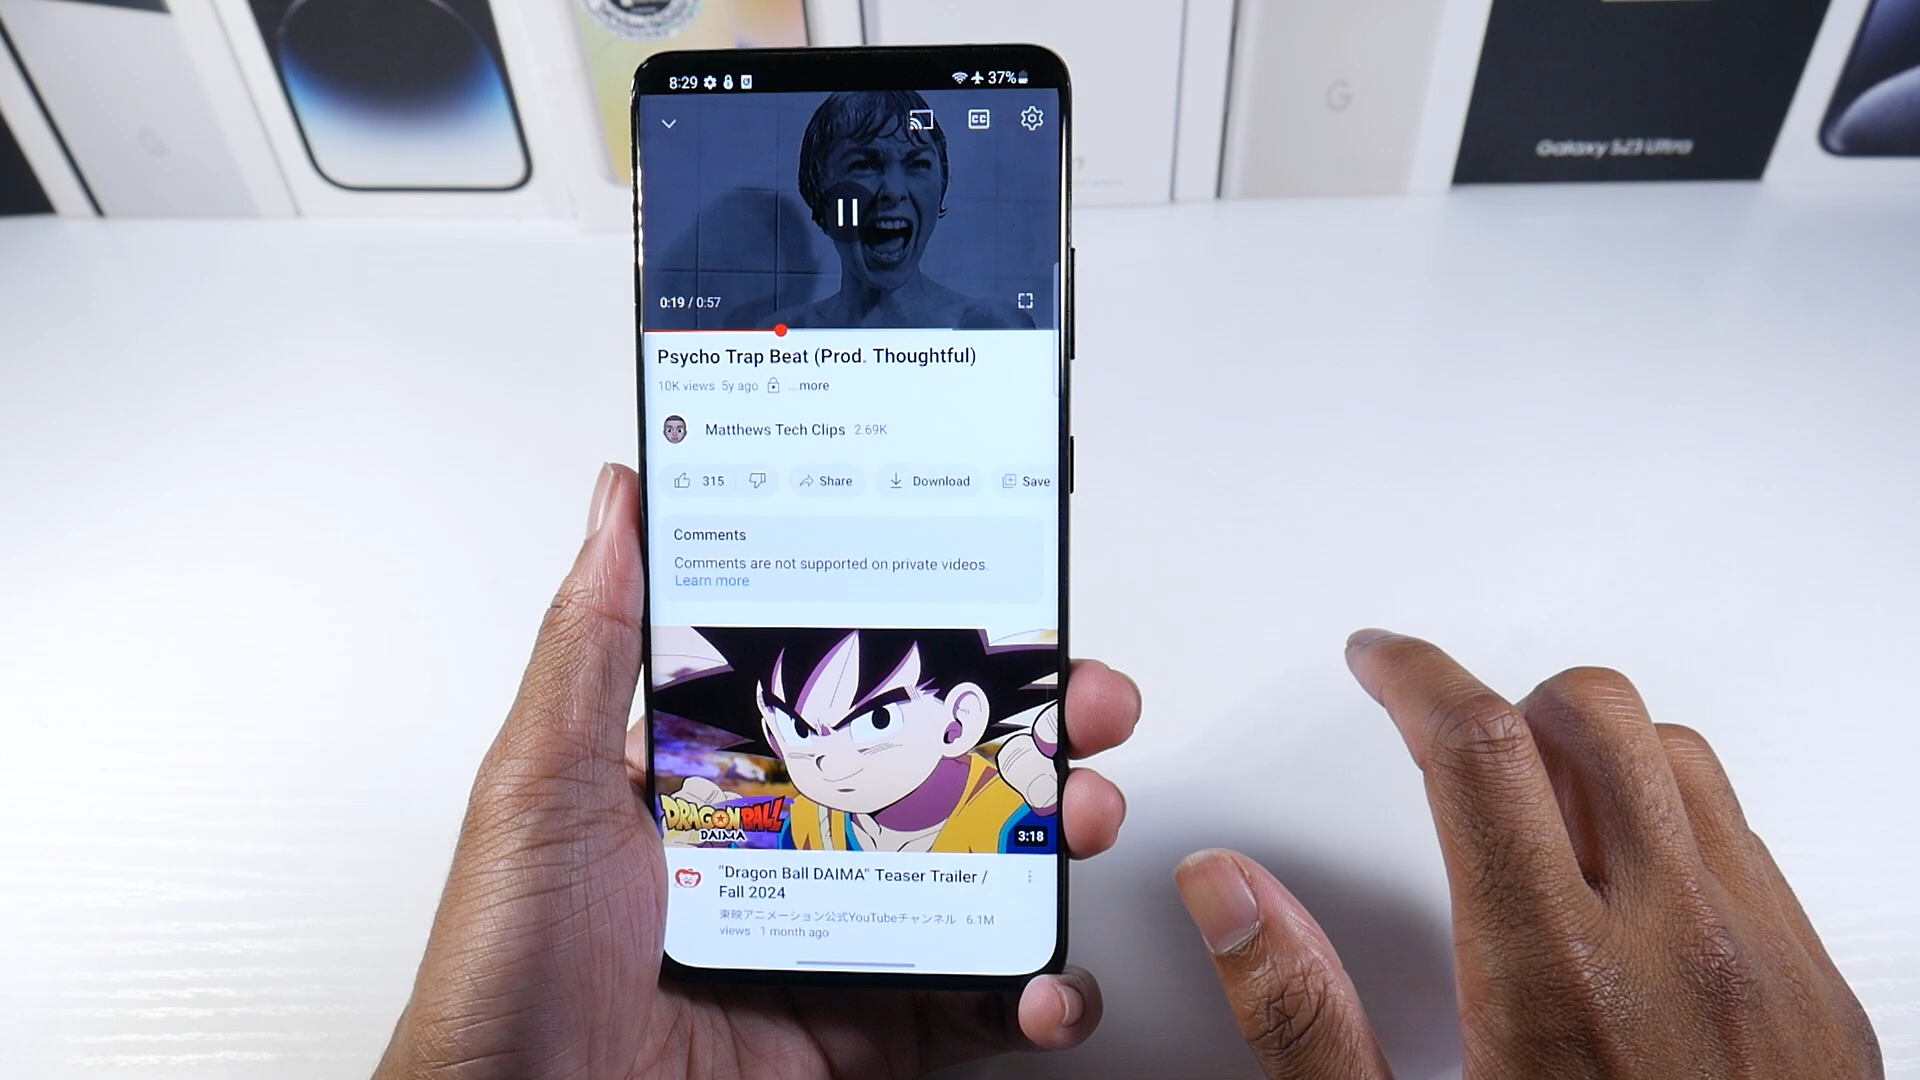 8:29
37%
CC
0:19 / 0:57
Psycho Trap Beat (Prod. Thoughtful)
10K views 5y ago ...more
Matthews Tech Clips 2.69K
315 Share Download Save
Comments
Comments are not supported on private videos.
Learn more
DRAGON BALL
DAIMA
3:18
"Dragon Ball DAIMA" Teaser Trailer /
Fall 2024
東映アニメーション公式YouTubeチャンネル · 6.1M
views · 1 month ago
G
G
Galaxy S23 Ultra